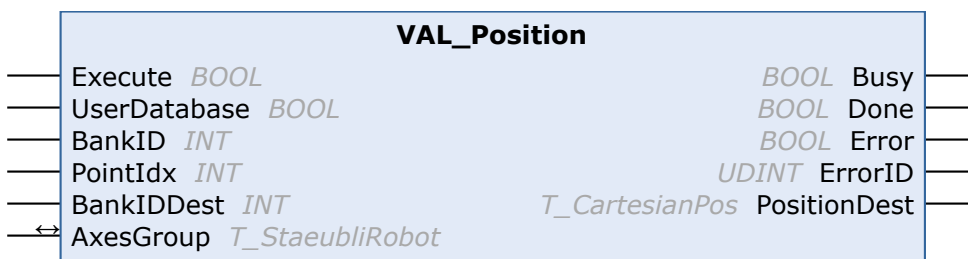 VAL_Position
Execute BOOL BOOL Busy
UserDatabase BOOL BOOL Done
BankID INT BOOL Error
PointIdx INT UDINT ErrorID
BankIDDest INT T_CartesianPos PositionDest
↔ AxesGroup T_StaeubliRobot